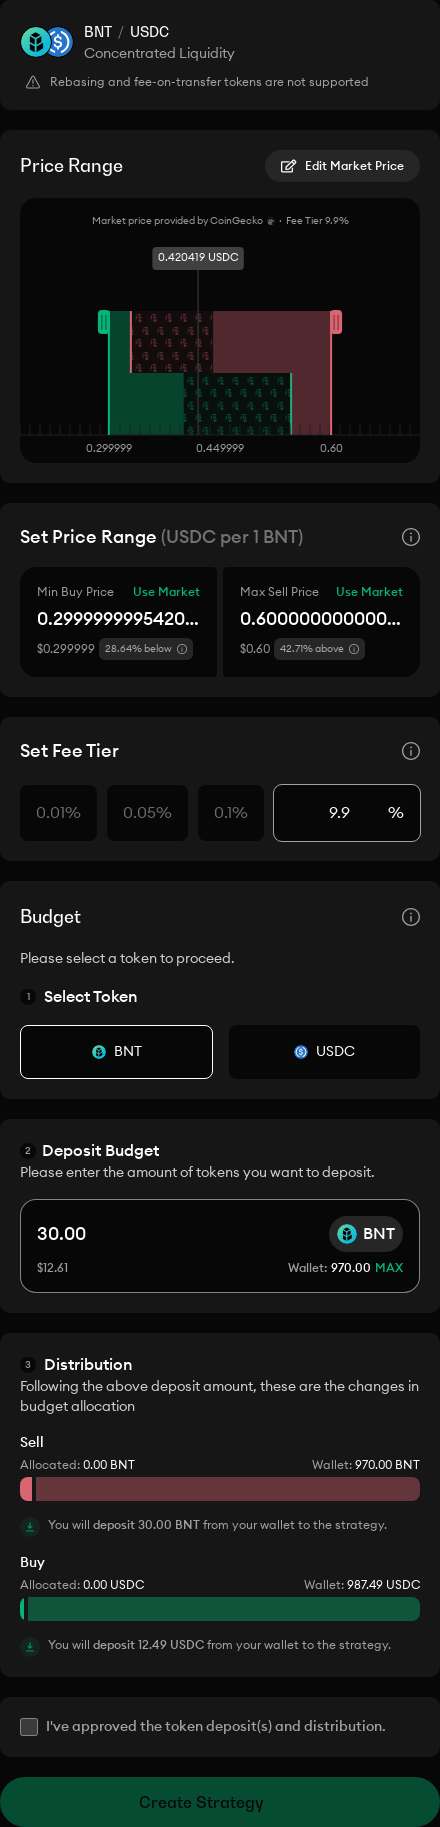 BNT / USDC
Concentrated Liquidity
Rebasing and fee-on-transfer tokens are not supported
Price Range
Edit Market Price
Market price provided by CoinGecko · Fee Tier 9.9%
0.420419 USDC
0.299999 0.449999 0.60
Set Price Range (USDC per 1 BNT)
Min Buy Price Use Market
0.2999999995420...
$0.299999 28.64% below
Max Sell Price Use Market
0.600000000000...
$0.60 42.71% above
Set Fee Tier
0.01% 0.05% 0.1% 9.9 %
Budget
Please select a token to proceed.
1 Select Token
BNT USDC
2 Deposit Budget
Please enter the amount of tokens you want to deposit.
30.00 BNT
$12.61 Wallet: 970.00 MAX
3 Distribution
Following the above deposit amount, these are the changes in
budget allocation
Sell
Allocated: 0.00 BNT Wallet: 970.00 BNT
You will deposit 30.00 BNT from your wallet to the strategy.
Buy
Allocated: 0.00 USDC Wallet: 987.49 USDC
You will deposit 12.49 USDC from your wallet to the strategy.
I've approved the token deposit(s) and distribution.
Create Strategy